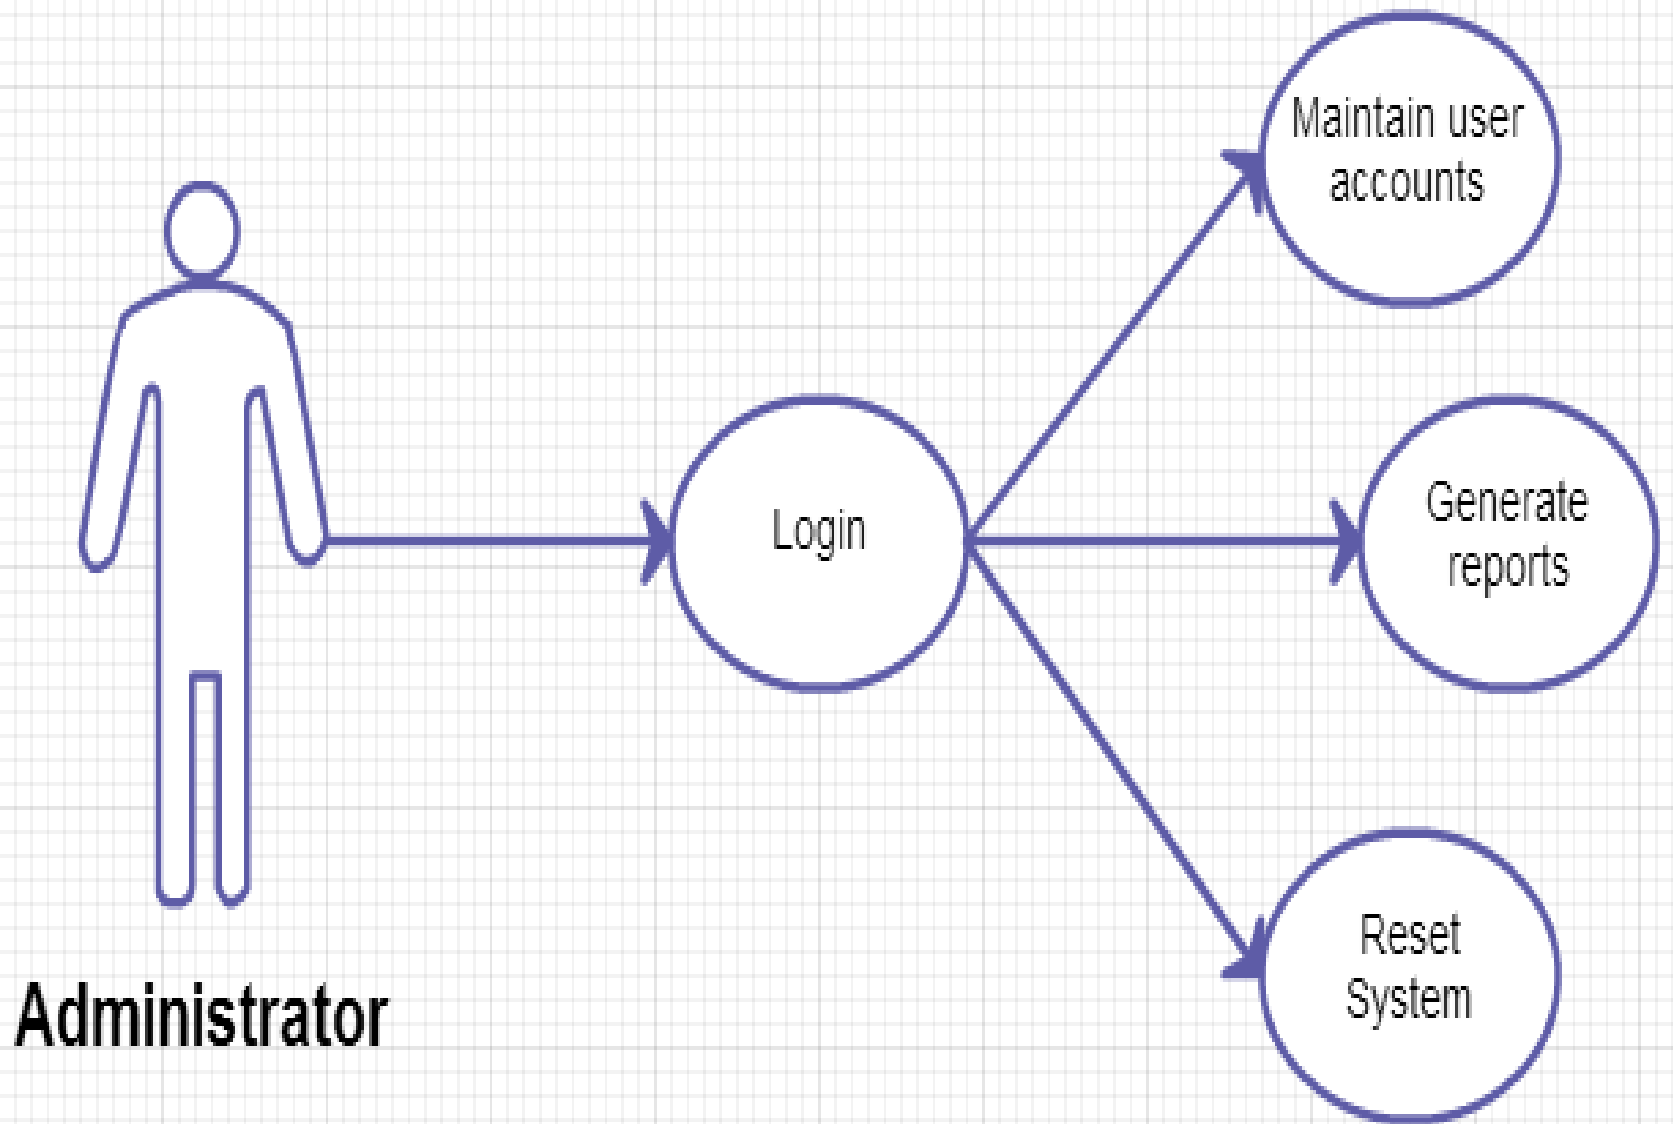 Maintain user
accounts
Login
Generate
reports
Reset
System
Administrator